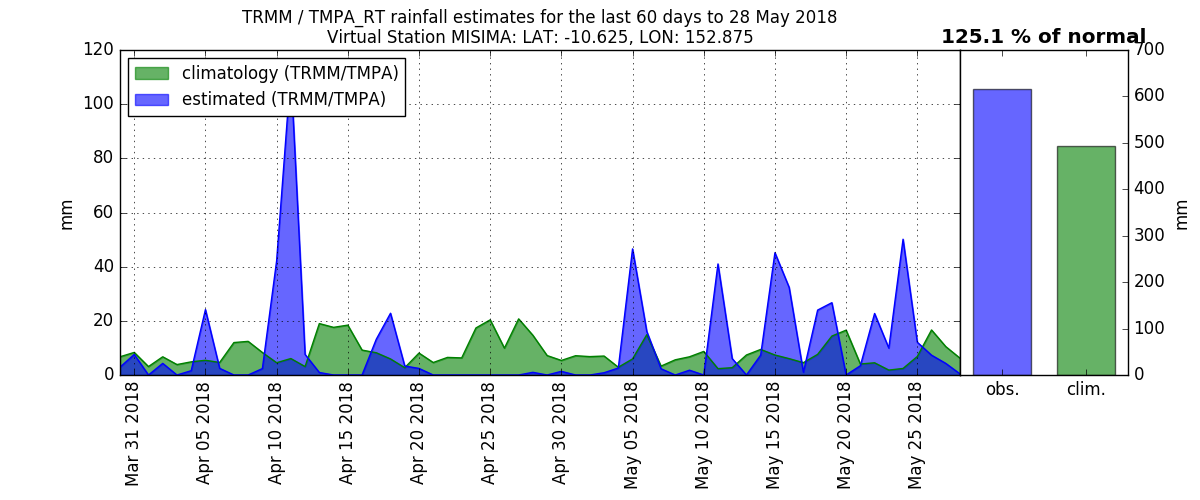 TRMM / TMPA_RT rainfall estimates for the last 60 days to 28 May 2018
Virtual Station MISIMA: LAT: -10.625, LON: 152.875
125.1 % of normal
climatology (TRMM/TMPA)
estimated (TRMM/TMPA)
120
100
80
60
40
20
0
mm
Mar 31 2018
Apr 05 2018
Apr 10 2018
Apr 15 2018
Apr 20 2018
Apr 25 2018
Apr 30 2018
May 05 2018
May 10 2018
May 15 2018
May 20 2018
May 25 2018
obs.
clim.
700
600
500
400
300
200
100
0
mm